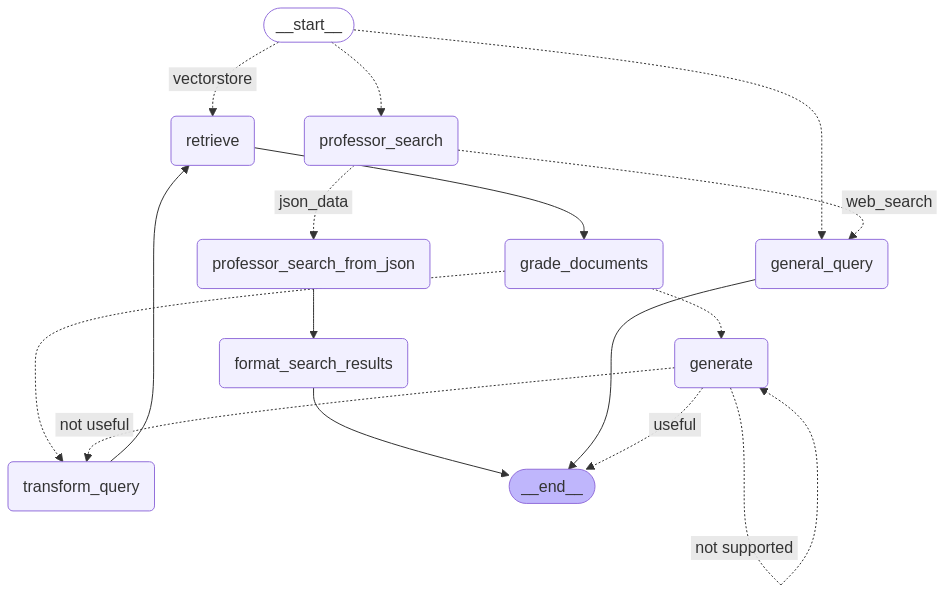 __start__
vectorstore
retrieve
professor_search
json_data
web_search
professor_search_from_json
grade_documents
general_query
format_search_results
generate
not useful
useful
transform_query
__end__
not supported